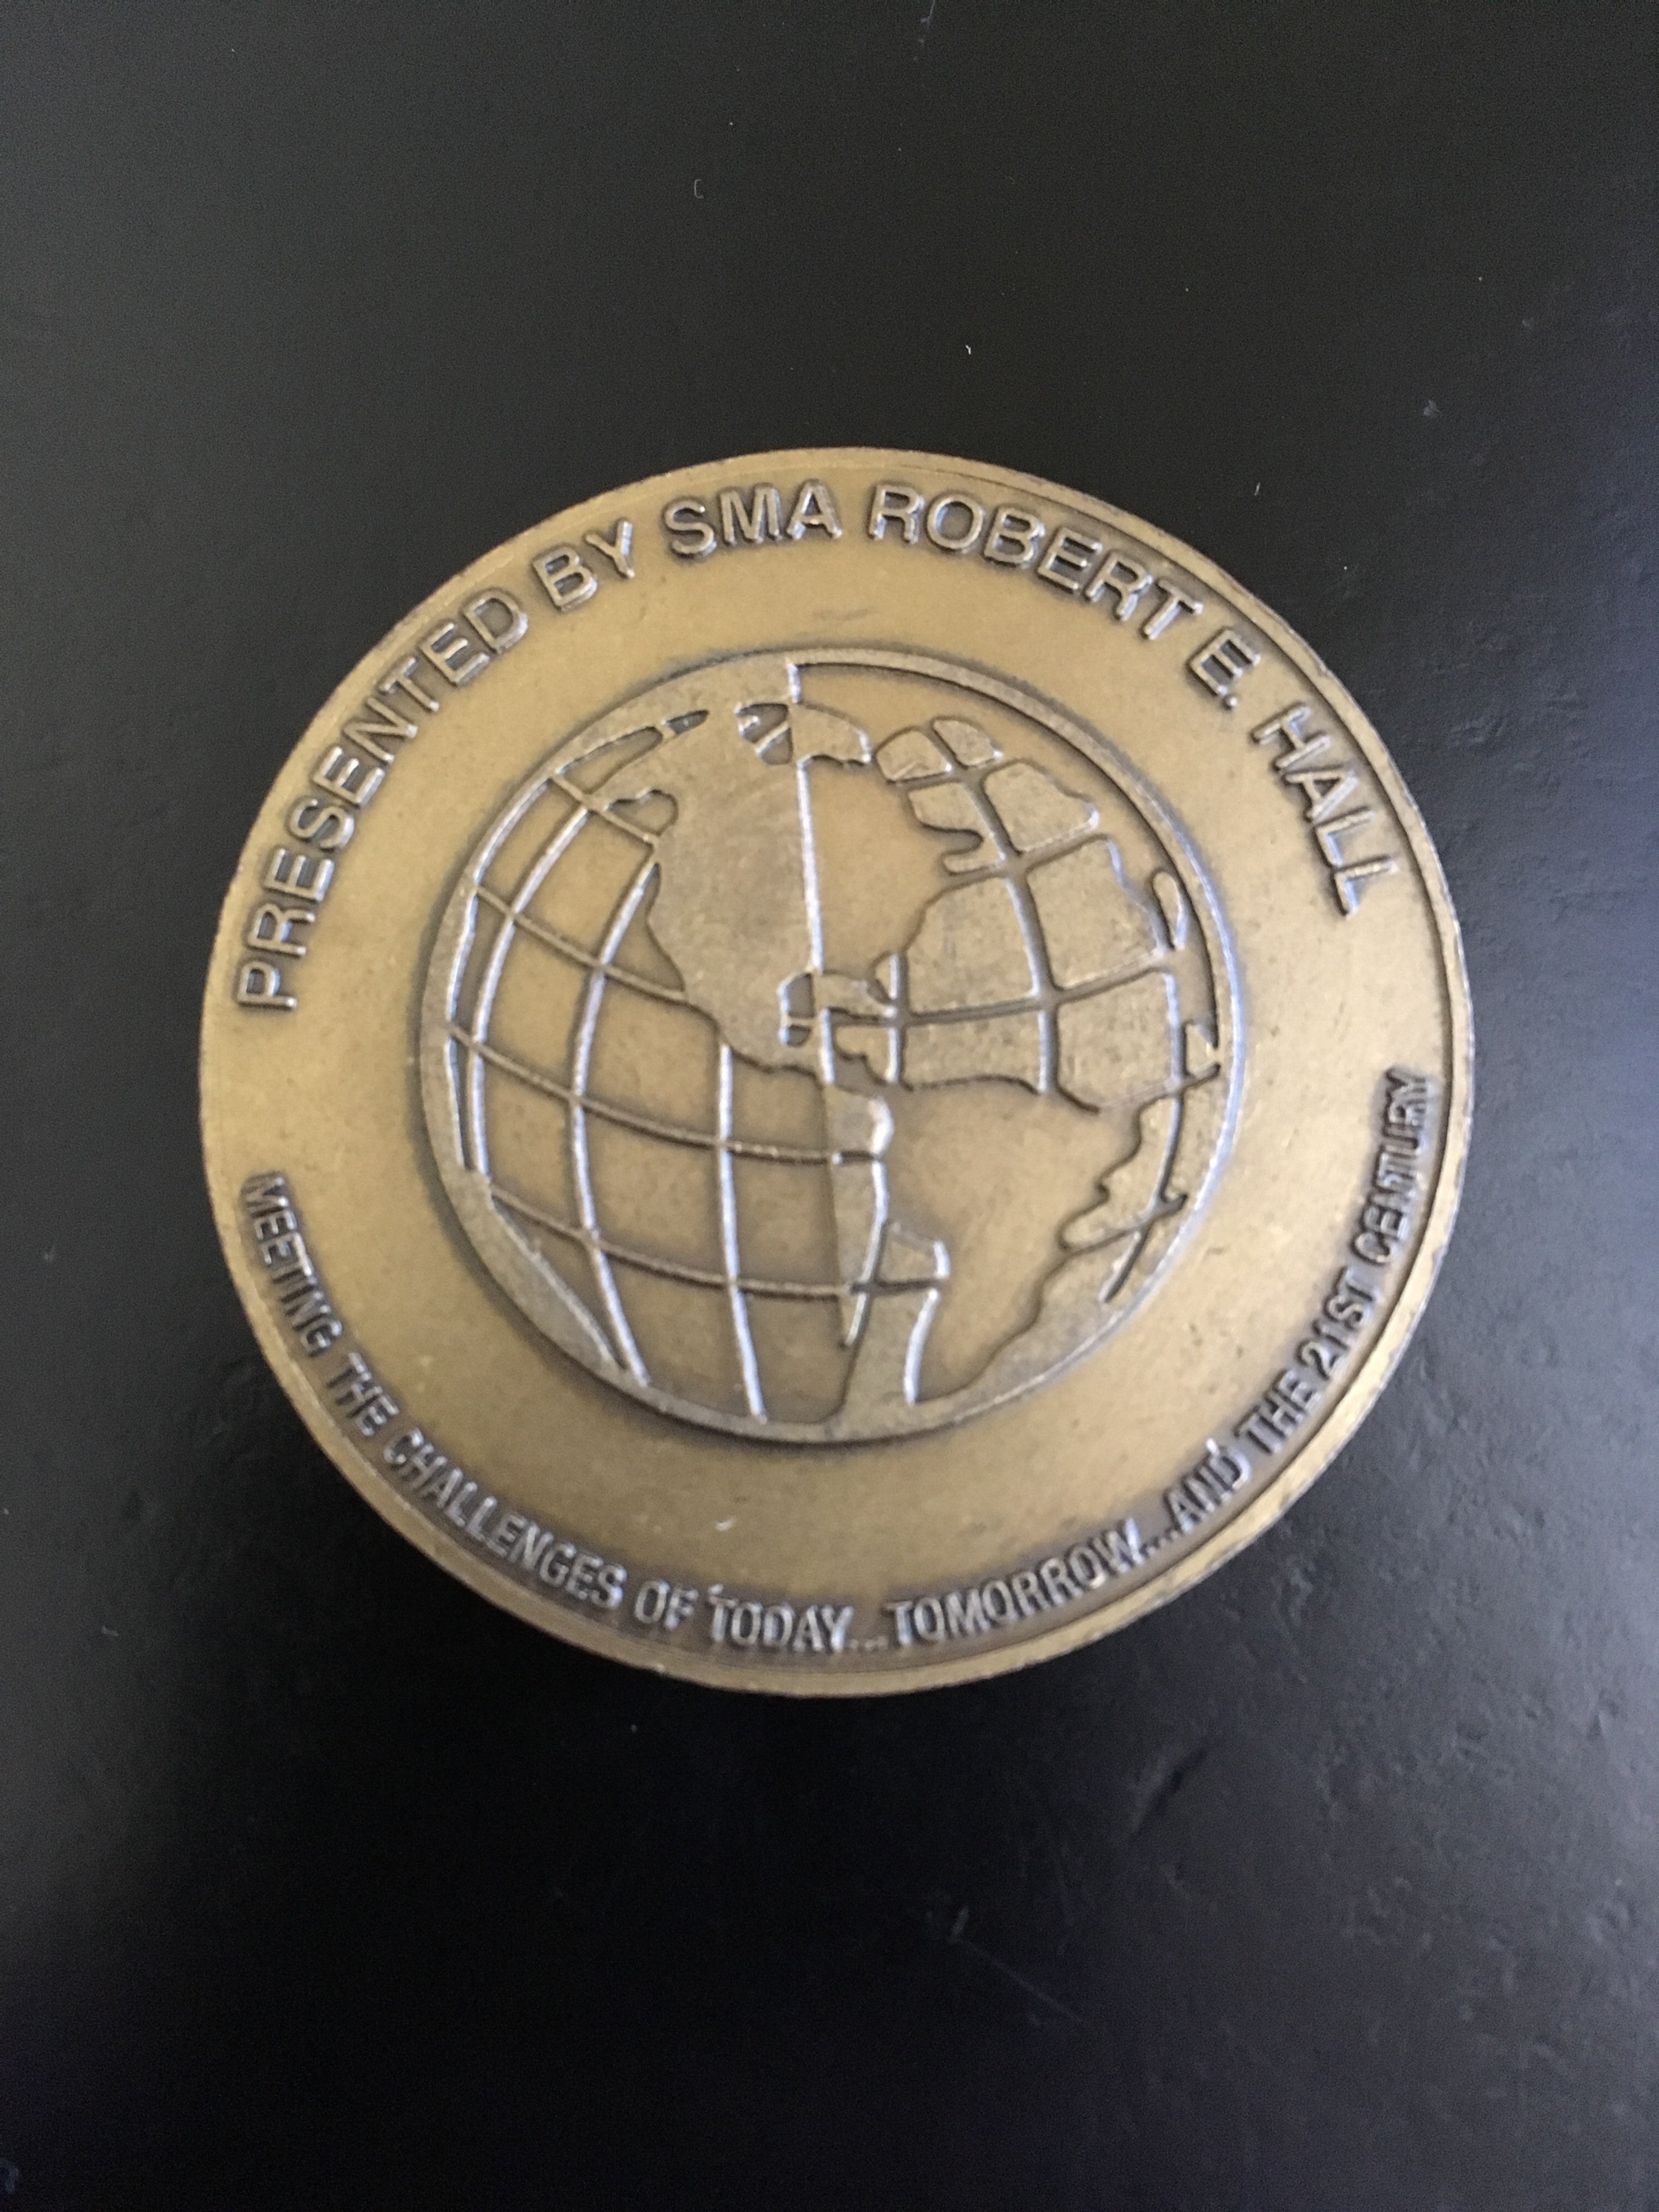 PRESENTED BY SMA ROBERT E. HALL
MEETING THE CHALLENGES OF TODAY...TOMORROW...AND THE 21ST CENTURY